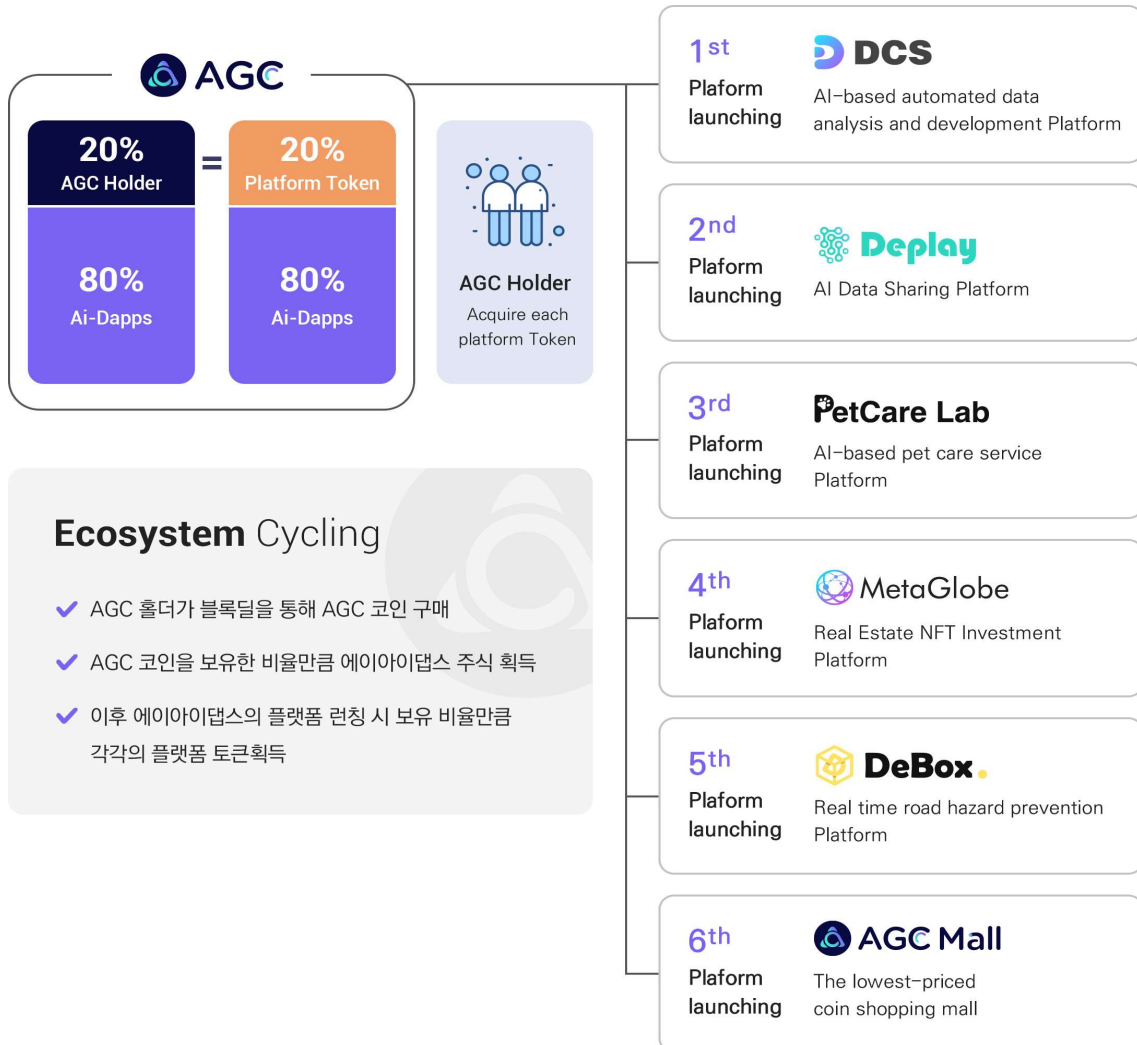 AGC
20%
AGC Holder
=
20%
Platform Token
80%
Ai-Dapps
80%
Ai-Dapps
AGC Holder
Acquire each
platform Token
Ecosystem Cycling
AGC 홀더가 블록딜을 통해 AGC 코인 구매
AGC 코인을 보유한 비율만큼 에이아이댑스 주식 획득
이후 에이아이댑스의 플랫폼 런칭 시 보유 비율만큼
각각의 플랫폼 토큰획득
1st
Plaform
launching
DCS
AI-based automated data
analysis and development Platform
2nd
Plaform
launching
Deplay
AI Data Sharing Platform
3rd
Plaform
launching
PetCare Lab
AI-based pet care service
Platform
4th
Plaform
launching
MetaGlobe
Real Estate NFT Investment
Platform
5th
Plaform
launching
DeBox.
Real time road hazard prevention
Platform
6th
Plaform
launching
AGC Mall
The lowest-priced
coin shopping mall